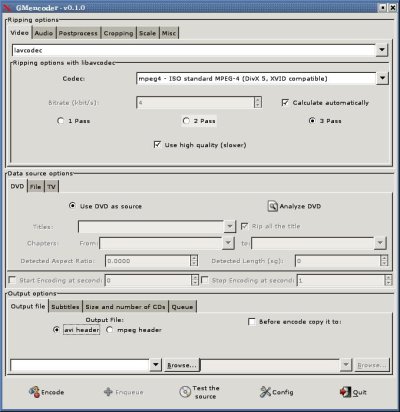 GMencoder - v0.1.0
Ripping options
Video Audio Postprocess Cropping Scale Misc
lavcodec
Ripping options with libavcodec
Codec: mpeg4 - ISO standard MPEG-4 (DivX 5, XVID compatible)
Bitrate (kbit/s): 4 Calculate automatically
1 Pass 2 Pass 3 Pass
Use high quality (slower)
Data source options
DVD File TV
Use DVD as source Analyze DVD
Titles: Rip all the title
Chapters: From: to:
Detected Aspect Ratio: 0.0000 Detected Length (sg): 0
Start Encoding at second: 0 Stop Encoding at second: 1
Output options
Output file Subtitles Size and number of CDs Queue
Output File: Before encode copy it to:
avi header mpeg header
Browse... Browse...
Encode Enqueue Test the source Config Quit